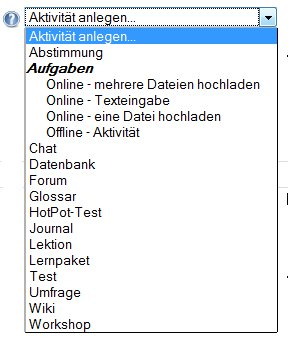 Aktivität anlegen...
Aktivität anlegen...
Abstimmung
Aufgaben
Online - mehrere Dateien hochladen
Online - Texteingabe
Online - eine Datei hochladen
Offline - Aktivität
Chat
Datenbank
Forum
Glossar
HotPot-Test
Journal
Lektion
Lernpaket
Test
Umfrage
Wiki
Workshop